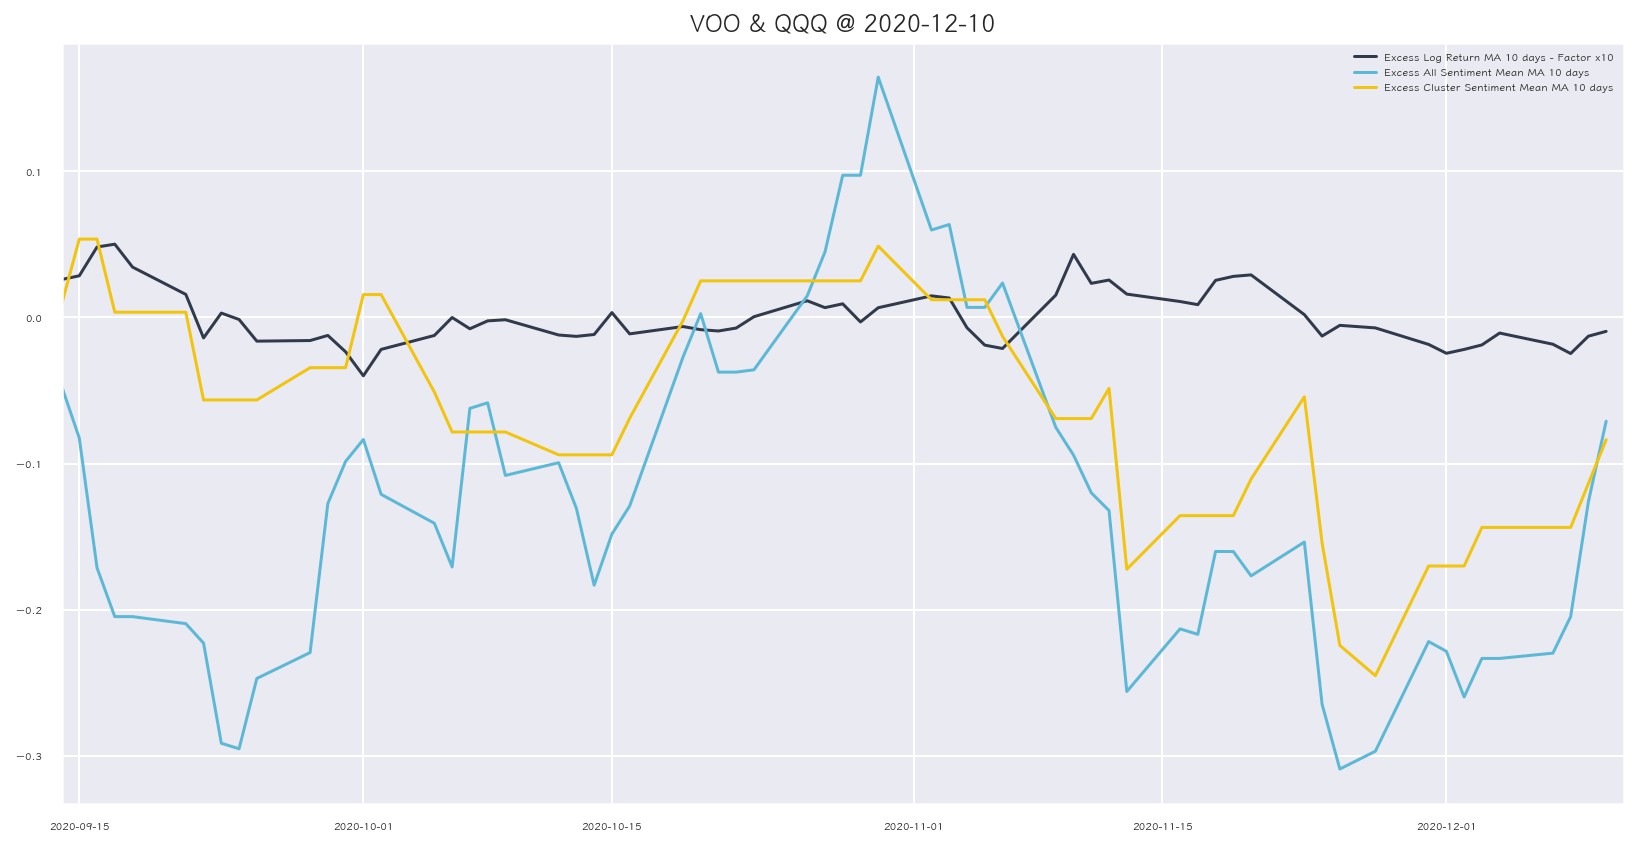 VOO & QQQ @ 2020-12-10
Excess Log Return MA 10 days - Factor x10
Excess All Sentiment Mean MA 10 days
Excess Cluster Sentiment Mean MA 10 days
0.1
0.0
−0.1
−0.2
−0.3
2020-09-15
2020-10-01
2020-10-15
2020-11-01
2020-11-15
2020-12-01